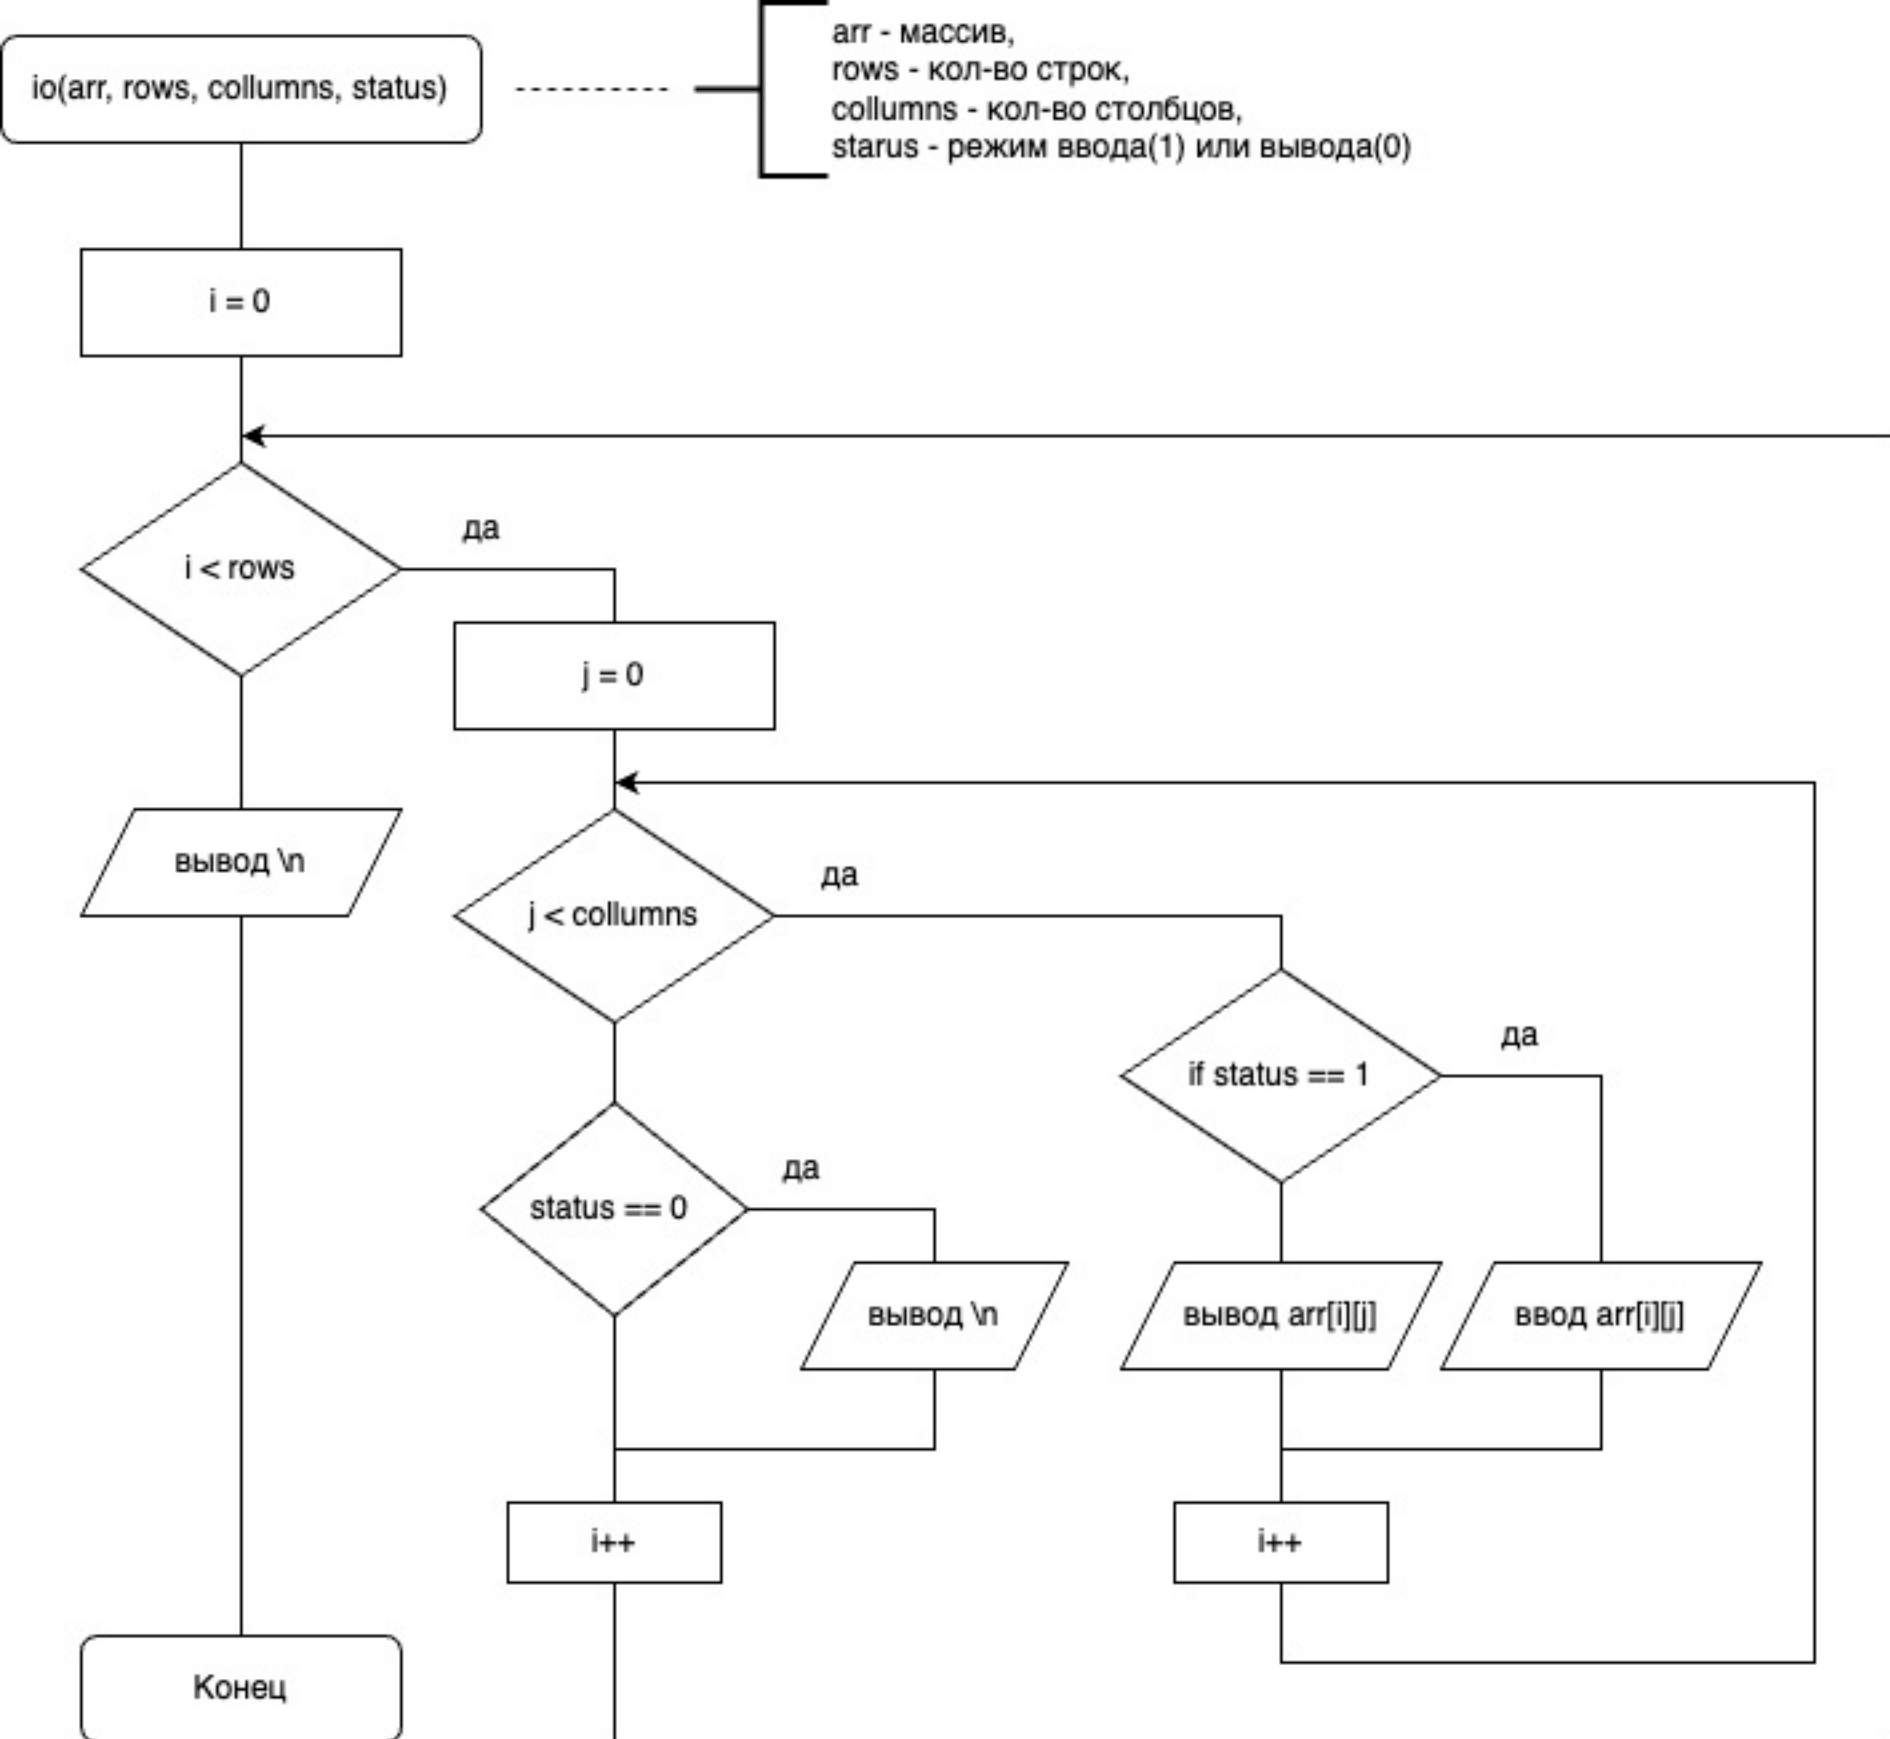 io(arr, rows, collumns, status)
arr - массив,
rows - кол-во строк,
collumns - кол-во столбцов,
starus - режим ввода(1) или вывода(0)
i = 0
да
i < rows
j = 0
вывод \n
да
j < collumns
да
if status == 1
да
status == 0
вывод \n
вывод arr[i][j]
ввод arr[i][j]
i++
i++
Конец